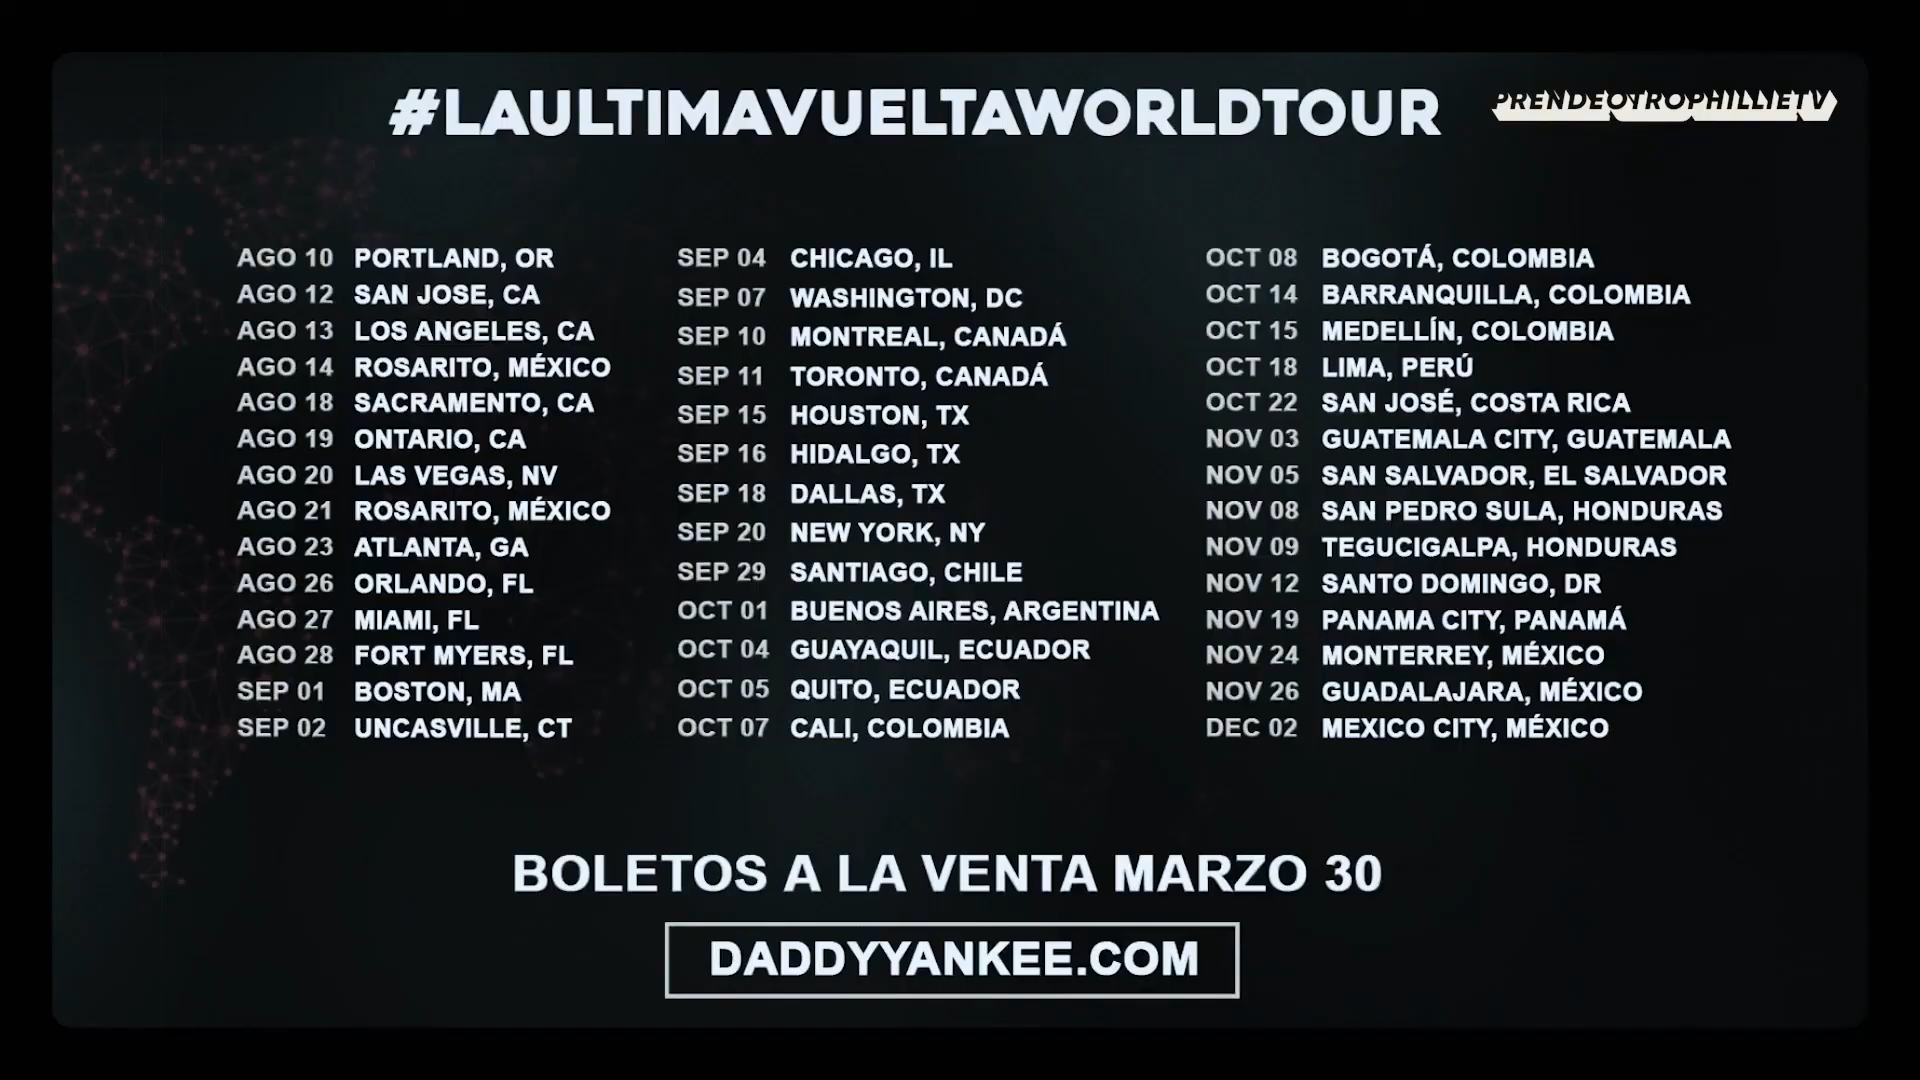 #LAULTIMAVUELTAWORLDTOUR
PRENDEOTROPHILLIETV
AGO 10 PORTLAND, OR
AGO 12 SAN JOSE, CA
AGO 13 LOS ANGELES, CA
AGO 14 ROSARITO, MÉXICO
AGO 18 SACRAMENTO, CA
AGO 19 ONTARIO, CA
AGO 20 LAS VEGAS, NV
AGO 21 ROSARITO, MÉXICO
AGO 23 ATLANTA, GA
AGO 26 ORLANDO, FL
AGO 27 MIAMI, FL
AGO 28 FORT MYERS, FL
SEP 01 BOSTON, MA
SEP 02 UNCASVILLE, CT
SEP 04 CHICAGO, IL
SEP 07 WASHINGTON, DC
SEP 10 MONTREAL, CANADÁ
SEP 11 TORONTO, CANADÁ
SEP 15 HOUSTON, TX
SEP 16 HIDALGO, TX
SEP 18 DALLAS, TX
SEP 20 NEW YORK, NY
SEP 29 SANTIAGO, CHILE
OCT 01 BUENOS AIRES, ARGENTINA
OCT 04 GUAYAQUIL, ECUADOR
OCT 05 QUITO, ECUADOR
OCT 07 CALI, COLOMBIA
OCT 08 BOGOTÁ, COLOMBIA
OCT 14 BARRANQUILLA, COLOMBIA
OCT 15 MEDELLÍN, COLOMBIA
OCT 18 LIMA, PERÚ
OCT 22 SAN JOSÉ, COSTA RICA
NOV 03 GUATEMALA CITY, GUATEMALA
NOV 05 SAN SALVADOR, EL SALVADOR
NOV 08 SAN PEDRO SULA, HONDURAS
NOV 09 TEGUCIGALPA, HONDURAS
NOV 12 SANTO DOMINGO, DR
NOV 19 PANAMA CITY, PANAMÁ
NOV 24 MONTERREY, MÉXICO
NOV 26 GUADALAJARA, MÉXICO
DEC 02 MEXICO CITY, MÉXICO
BOLETOS A LA VENTA MARZO 30
DADDYYANKEE.COM